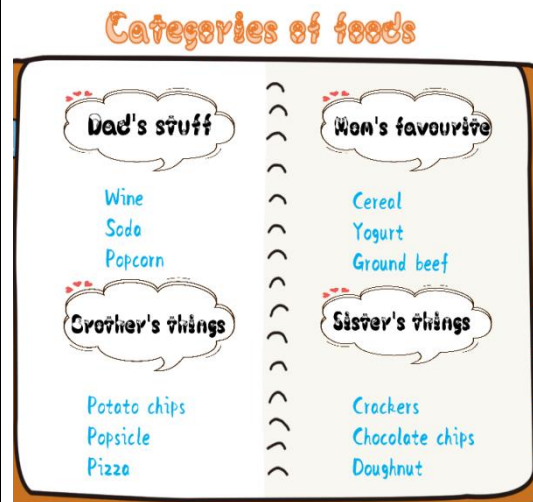 Categories of foods
Dad's stuff
Wine
Soda
Popcorn
Mom's favourite
Cereal
Yogurt
Ground beef
Brother's things
Potato chips
Popsicle
Pizza
Sister's things
Crackers
Chocolate chips
Doughnut